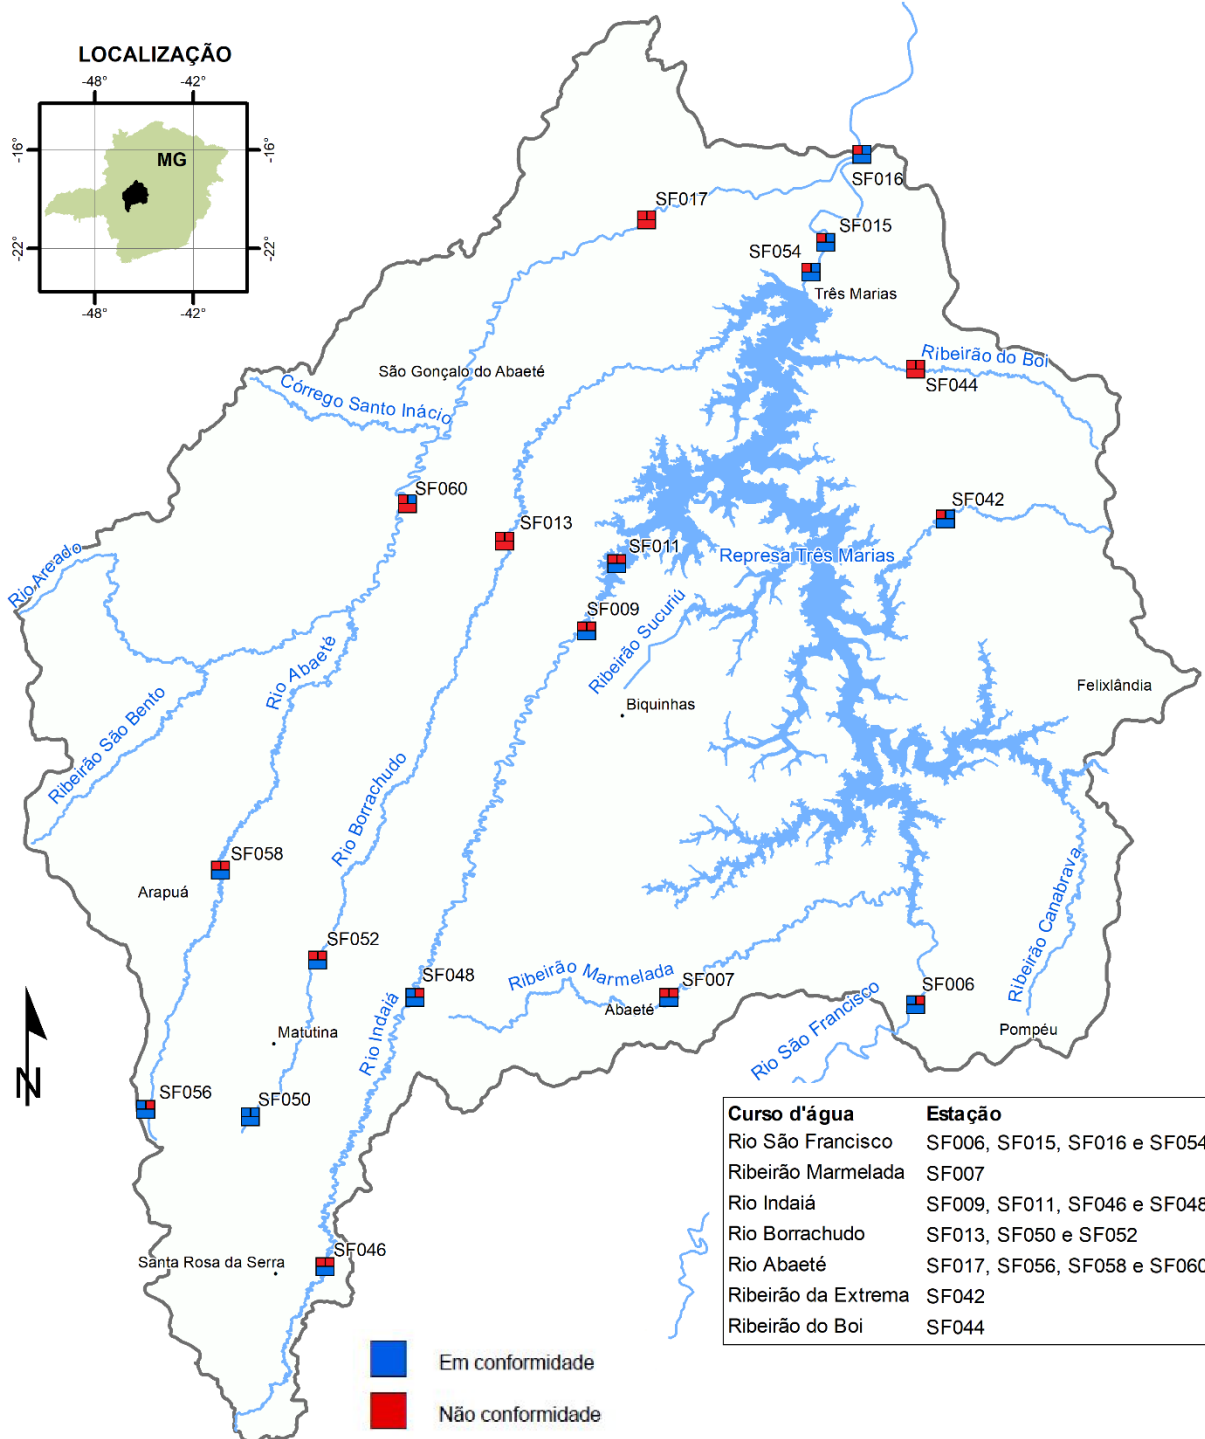 LOCALIZAÇÃO
-48° -42°
-16° -16°
MG
-22° -22°
-48° -42°
SF016
SF017
SF015
SF054
Três Marias
Ribeirão do Boi
SF044
São Gonçalo do Abaeté
Córrego Santo Inácio
SF060
SF042
SF013
SF011
Represa Três Marias
Rio Areado
SF009
Ribeirão Sucuriú
Rio Abaeté
Felixlândia
Biquinhas
Ribeirão São Bento
Rio Borrachudo
SF058
Arapuá
Ribeirão Canabrava
SF052
SF048
Ribeirão Marmelada
SF007
Abaeté
SF006
Rio São Francisco
Pompéu
Matutina
Rio Indaiá
N
SF056
SF050
SF046
Santa Rosa da Serra
Curso d'água Estação
Rio São Francisco SF006, SF015, SF016 e SF054
Ribeirão Marmelada SF007
Rio Indaiá SF009, SF011, SF046 e SF048
Rio Borrachudo SF013, SF050 e SF052
Rio Abaeté SF017, SF056, SF058 e SF060
Ribeirão da Extrema SF042
Ribeirão do Boi SF044
Em conformidade
Não conformidade